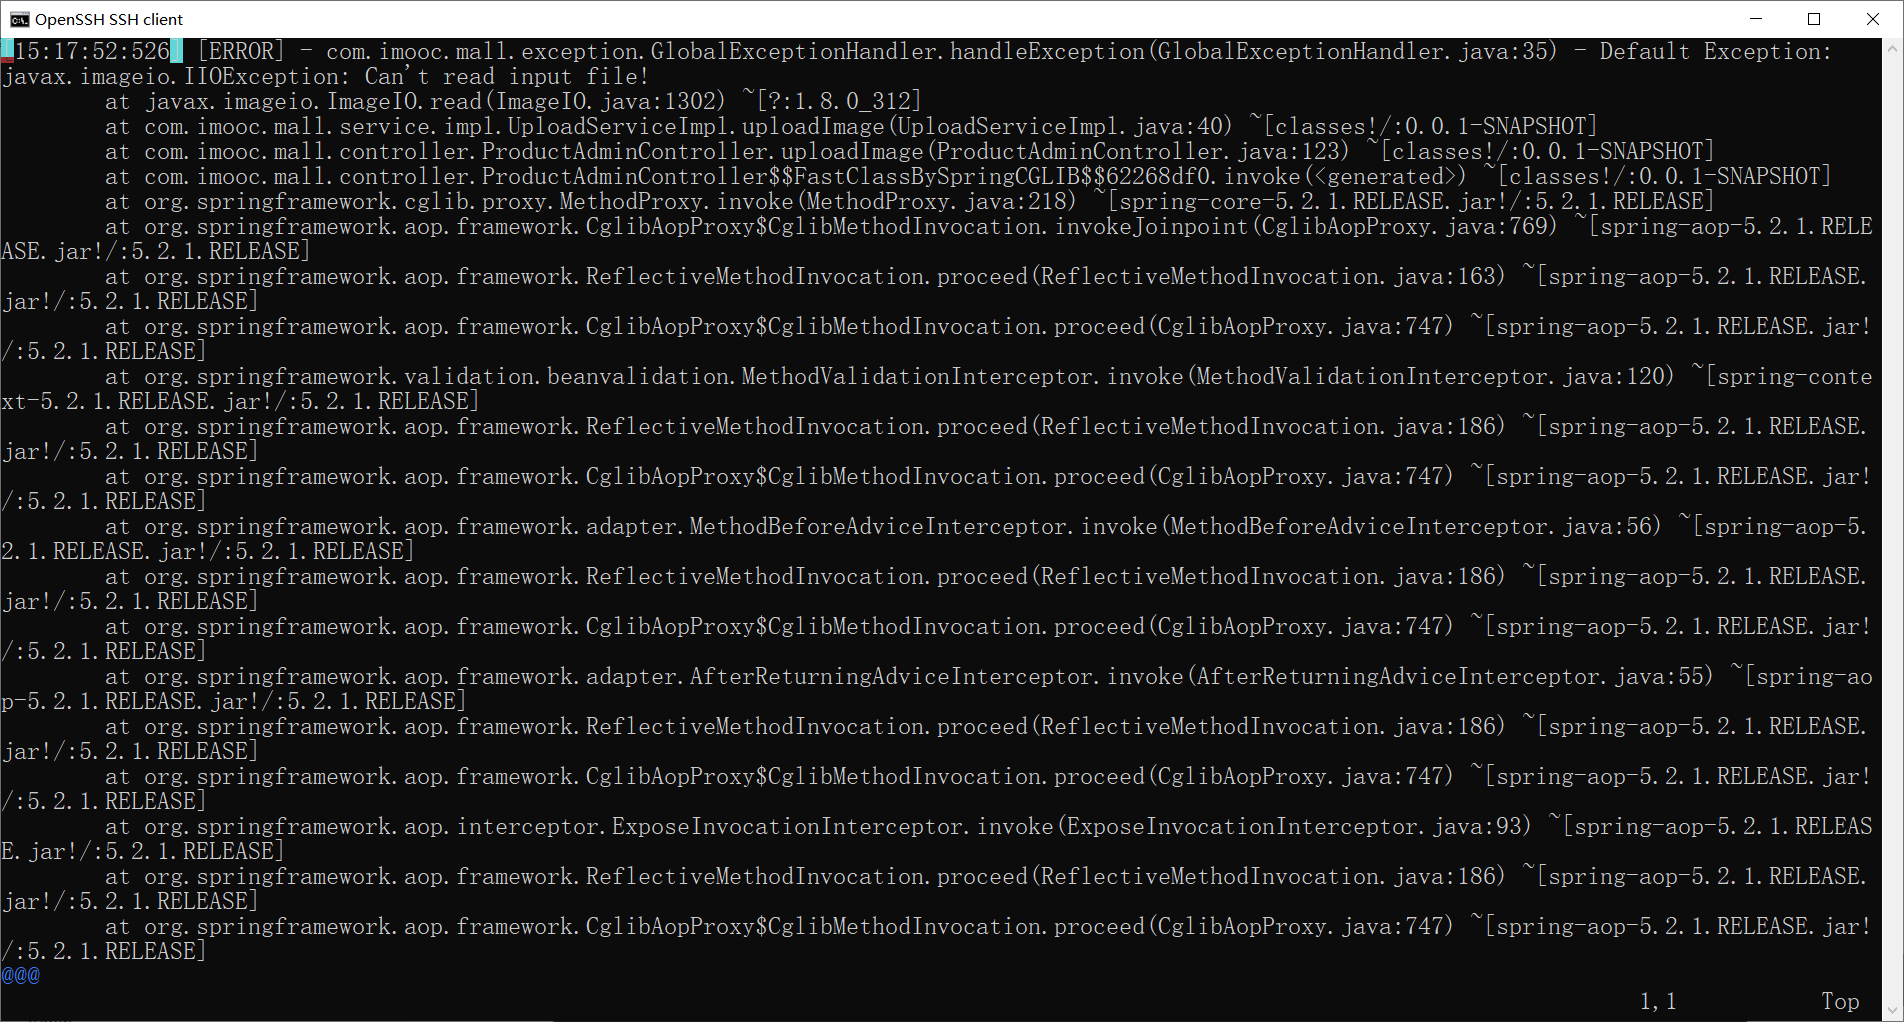 OpenSSH SSH client
[15:17:52:526] [ERROR] - com.imooc.mall.exception.GlobalExceptionHandler.handleException(GlobalExceptionHandler.java:35) - Default Exception:
javax.imageio.IIOException: Can't read input file!
at javax.imageio.ImageIO.read(ImageIO.java:1302) ~[?:1.8.0_312]
at com.imooc.mall.service.impl.UploadServiceImpl.uploadImage(UploadServiceImpl.java:40) ~[classes!/:0.0.1-SNAPSHOT]
at com.imooc.mall.controller.ProductAdminController.uploadImage(ProductAdminController.java:123) ~[classes!/:0.0.1-SNAPSHOT]
at com.imooc.mall.controller.ProductAdminController$$FastClassBySpringCGLIB$$62268df0.invoke(<generated>) ~[classes!/:0.0.1-SNAPSHOT]
at org.springframework.cglib.proxy.MethodProxy.invoke(MethodProxy.java:218) ~[spring-core-5.2.1.RELEASE.jar!/:5.2.1.RELEASE]
at org.springframework.aop.framework.CglibAopProxy$CglibMethodInvocation.invokeJoinpoint(CglibAopProxy.java:769) ~[spring-aop-5.2.1.RELE
ASE.jar!/:5.2.1.RELEASE]
at org.springframework.aop.framework.ReflectiveMethodInvocation.proceed(ReflectiveMethodInvocation.java:163) ~[spring-aop-5.2.1.RELEASE.
jar!/:5.2.1.RELEASE]
at org.springframework.aop.framework.CglibAopProxy$CglibMethodInvocation.proceed(CglibAopProxy.java:747) ~[spring-aop-5.2.1.RELEASE.jar!
/:5.2.1.RELEASE]
at org.springframework.validation.beanvalidation.MethodValidationInterceptor.invoke(MethodValidationInterceptor.java:120) ~[spring-conte
xt-5.2.1.RELEASE.jar!/:5.2.1.RELEASE]
at org.springframework.aop.framework.ReflectiveMethodInvocation.proceed(ReflectiveMethodInvocation.java:186) ~[spring-aop-5.2.1.RELEASE.
jar!/:5.2.1.RELEASE]
at org.springframework.aop.framework.CglibAopProxy$CglibMethodInvocation.proceed(CglibAopProxy.java:747) ~[spring-aop-5.2.1.RELEASE.jar!
/:5.2.1.RELEASE]
at org.springframework.aop.framework.adapter.MethodBeforeAdviceInterceptor.invoke(MethodBeforeAdviceInterceptor.java:56) ~[spring-aop-5.
2.1.RELEASE.jar!/:5.2.1.RELEASE]
at org.springframework.aop.framework.ReflectiveMethodInvocation.proceed(ReflectiveMethodInvocation.java:186) ~[spring-aop-5.2.1.RELEASE.
jar!/:5.2.1.RELEASE]
at org.springframework.aop.framework.CglibAopProxy$CglibMethodInvocation.proceed(CglibAopProxy.java:747) ~[spring-aop-5.2.1.RELEASE.jar!
/:5.2.1.RELEASE]
at org.springframework.aop.framework.adapter.AfterReturningAdviceInterceptor.invoke(AfterReturningAdviceInterceptor.java:55) ~[spring-ao
p-5.2.1.RELEASE.jar!/:5.2.1.RELEASE]
at org.springframework.aop.framework.ReflectiveMethodInvocation.proceed(ReflectiveMethodInvocation.java:186) ~[spring-aop-5.2.1.RELEASE.
jar!/:5.2.1.RELEASE]
at org.springframework.aop.framework.CglibAopProxy$CglibMethodInvocation.proceed(CglibAopProxy.java:747) ~[spring-aop-5.2.1.RELEASE.jar!
/:5.2.1.RELEASE]
at org.springframework.aop.interceptor.ExposeInvocationInterceptor.invoke(ExposeInvocationInterceptor.java:93) ~[spring-aop-5.2.1.RELEAS
E.jar!/:5.2.1.RELEASE]
at org.springframework.aop.framework.ReflectiveMethodInvocation.proceed(ReflectiveMethodInvocation.java:186) ~[spring-aop-5.2.1.RELEASE.
jar!/:5.2.1.RELEASE]
at org.springframework.aop.framework.CglibAopProxy$CglibMethodInvocation.proceed(CglibAopProxy.java:747) ~[spring-aop-5.2.1.RELEASE.jar!
/:5.2.1.RELEASE]
@@@
1,1 Top